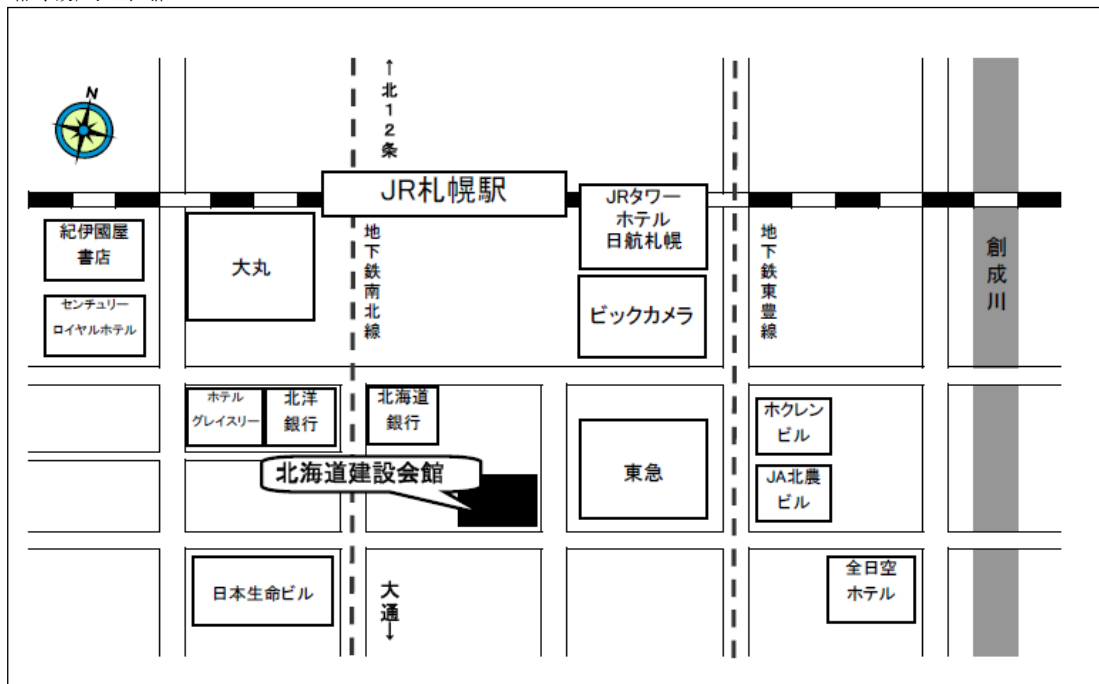 N
↑北12条
JR札幌駅
JRタワー
ホテル
日航札幌
紀伊國屋
書店
大丸
地下鉄南北線
地下鉄東豊線
創成川
センチュリー
ロイヤルホテル
ビックカメラ
ホテル
グレイスリー
北洋
銀行
北海道
銀行
ホクレン
ビル
北海道建設会館
東急
JA北農
ビル
日本生命ビル
大通↓
全日空
ホテル